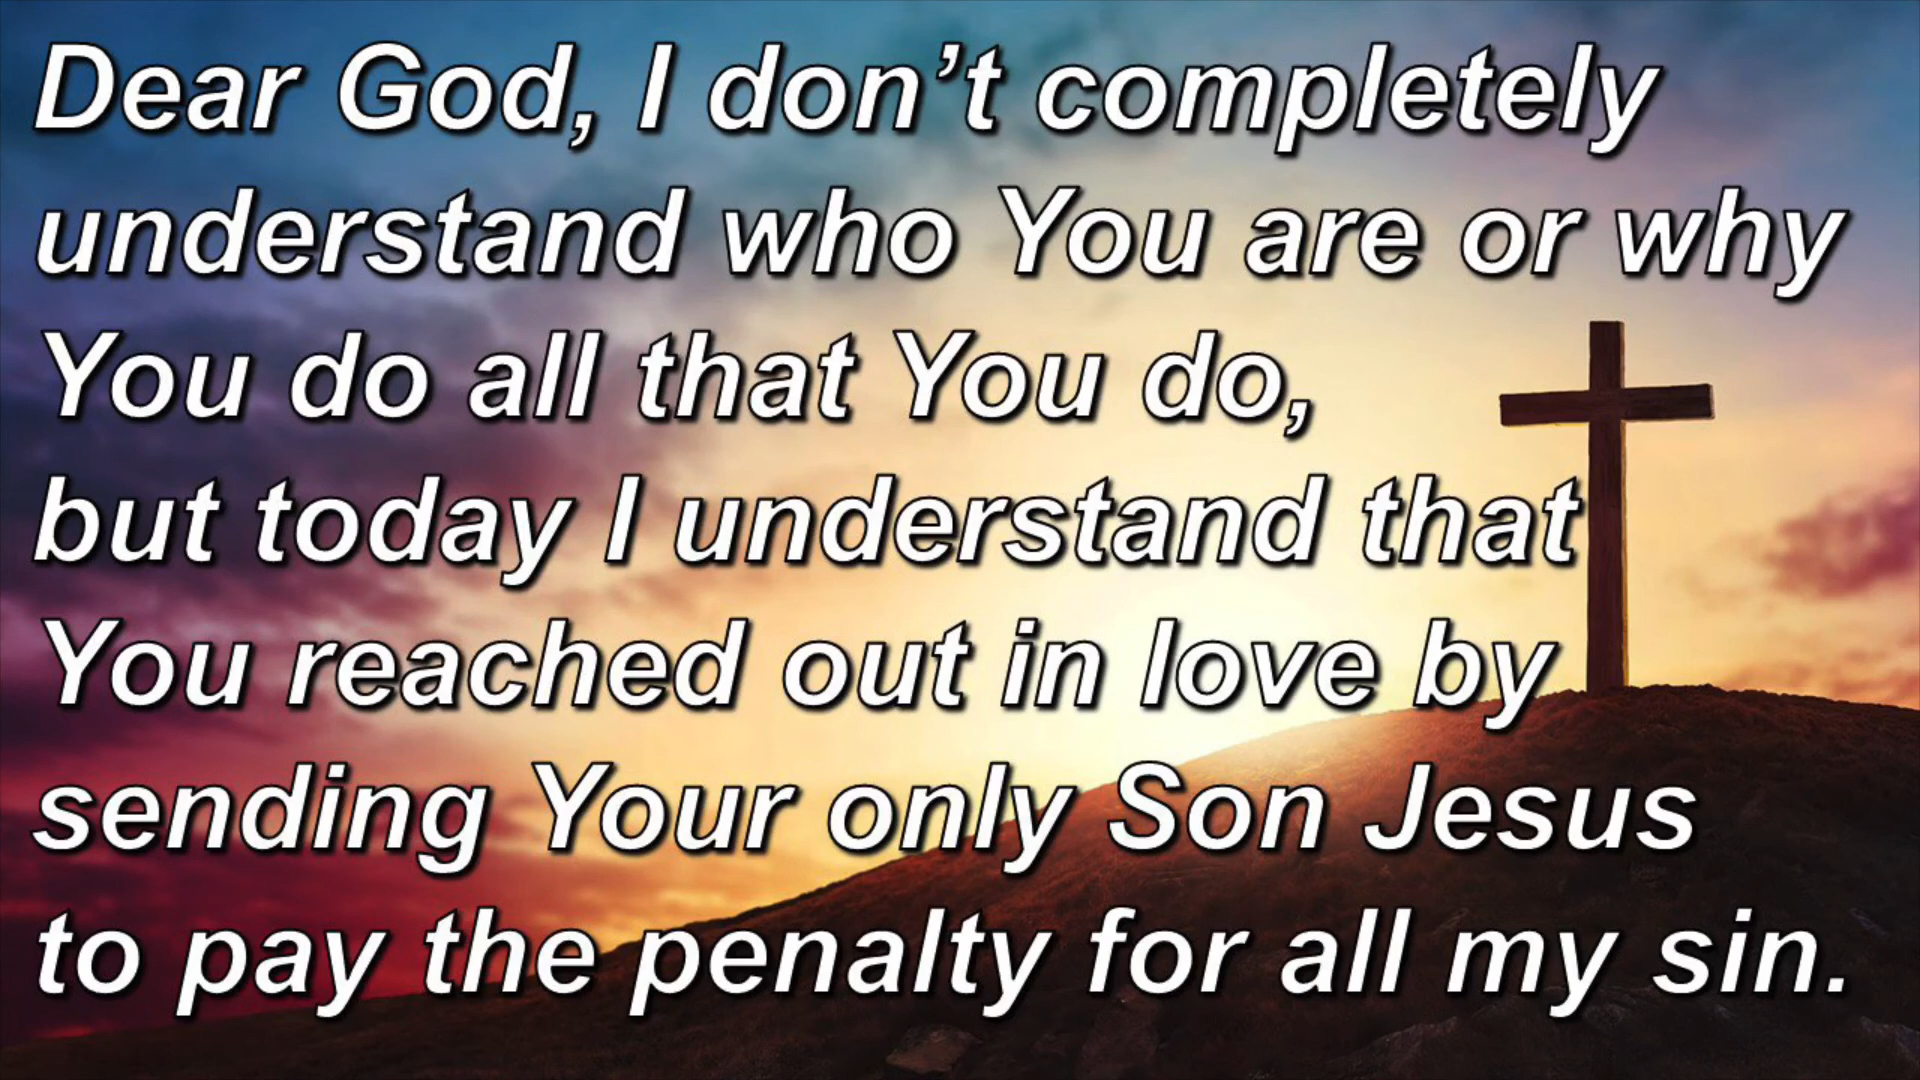 Dear God, I don’t completely
understand who You are or why
You do all that You do,
but today I understand that
You reached out in love by
sending Your only Son Jesus
to pay the penalty for all my sin.